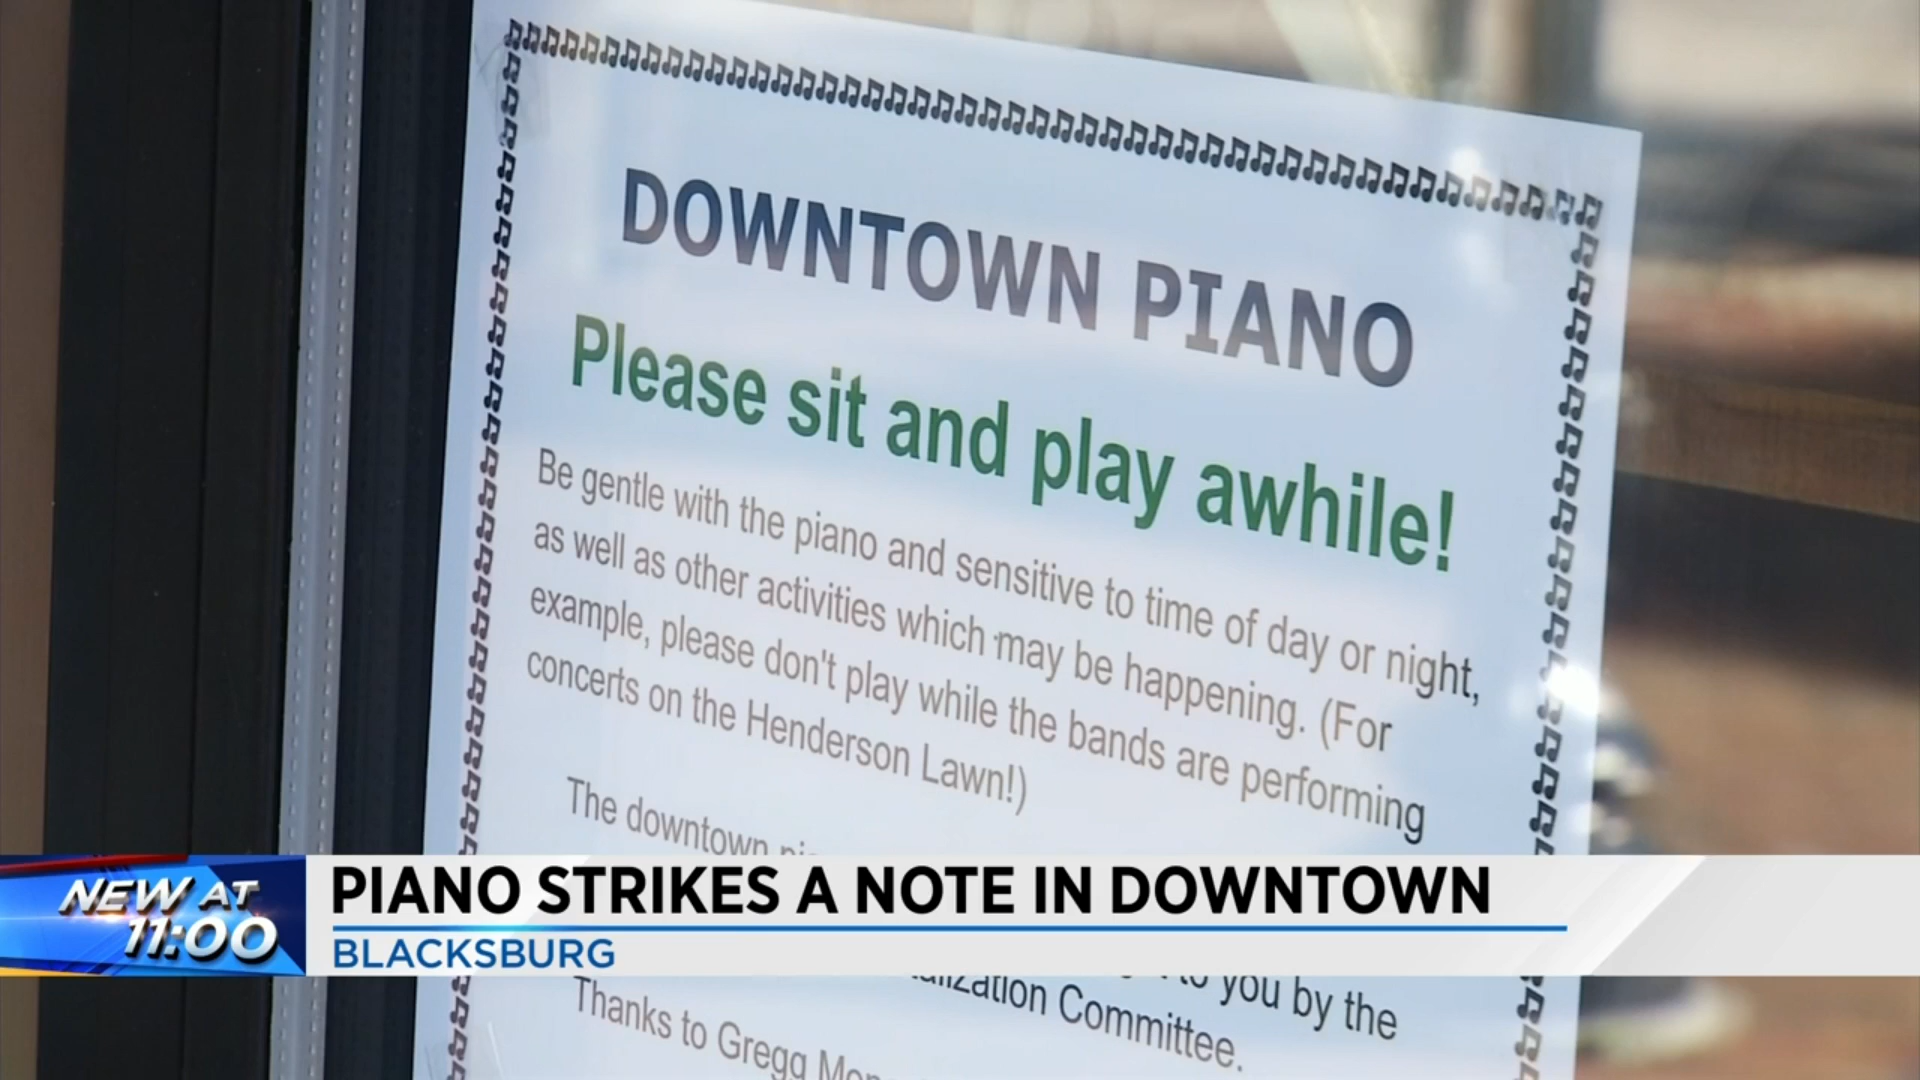 DOWNTOWN PIANO
Please sit and play awhile!
Be gentle with the piano and sensitive to time of day or night,
as well as other activities which may be happening. (For
example, please don't play while the bands are performing
concerts on the Henderson Lawn!)
The downtown
NEW AT
11:00
PIANO STRIKES A NOTE IN DOWNTOWN
BLACKSBURG
to you by the
Committee.
Thanks to Gregg